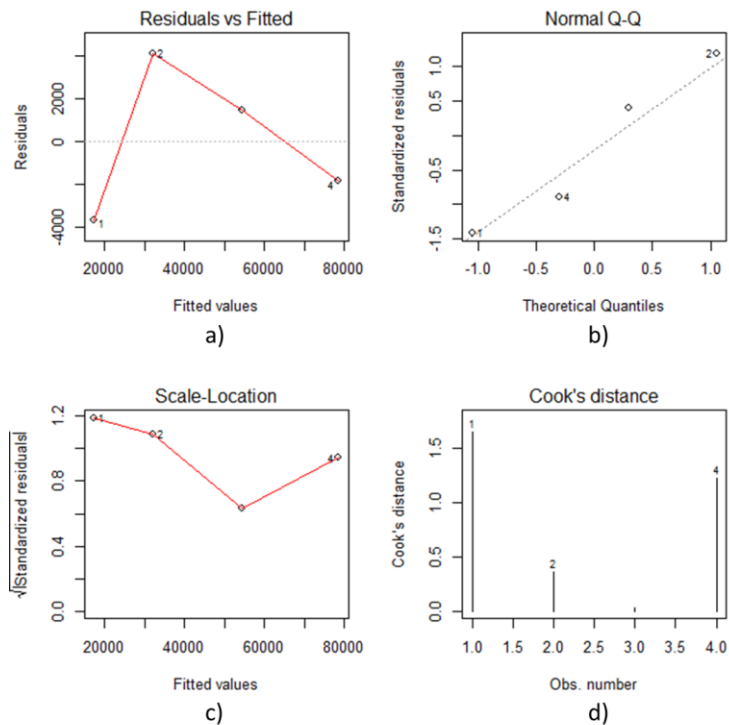 Residuals vs Fitted
Residuals
2000
0
-4000
2
1
4
20000 40000 60000 80000
Fitted values
a)
Normal Q-Q
Standardized residuals
1.0
0.5
-0.5
-1.5
2
4
1
-1.0 -0.5 0.0 0.5 1.0
Theoretical Quantiles
b)
Scale-Location
√|Standardized residuals|
1.2
0.8
0.4
0.0
1
2
4
20000 40000 60000 80000
Fitted values
c)
Cook's distance
Cook's distance
1.5
1.0
0.5
0.0
1
2
4
1.0 1.5 2.0 2.5 3.0 3.5 4.0
Obs. number
d)